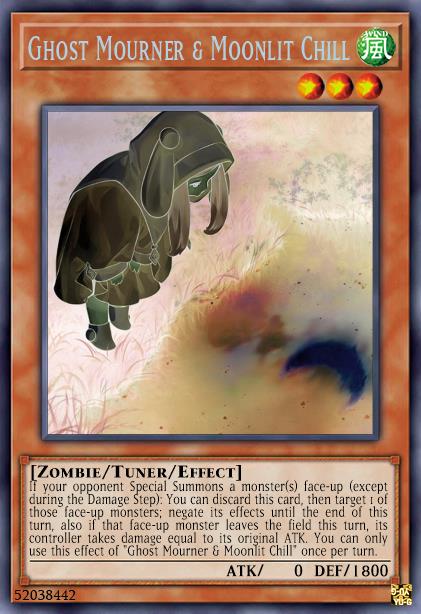 GHOST MOURNER & MOONLIT CHILL
WIND
風
[ZOMBIE/TUNER/EFFECT]
If your opponent Special Summons a monster(s) face-up (except
during the Damage Step): You can discard this card, then target 1 of
those face-up monsters; negate its effects until the end of this
turn, also if that face-up monster leaves the field this turn, its
controller takes damage equal to its original ATK. You can only
use this effect of "Ghost Mourner & Moonlit Chill" once per turn.
ATK/ 0 DEF/1800
52038442